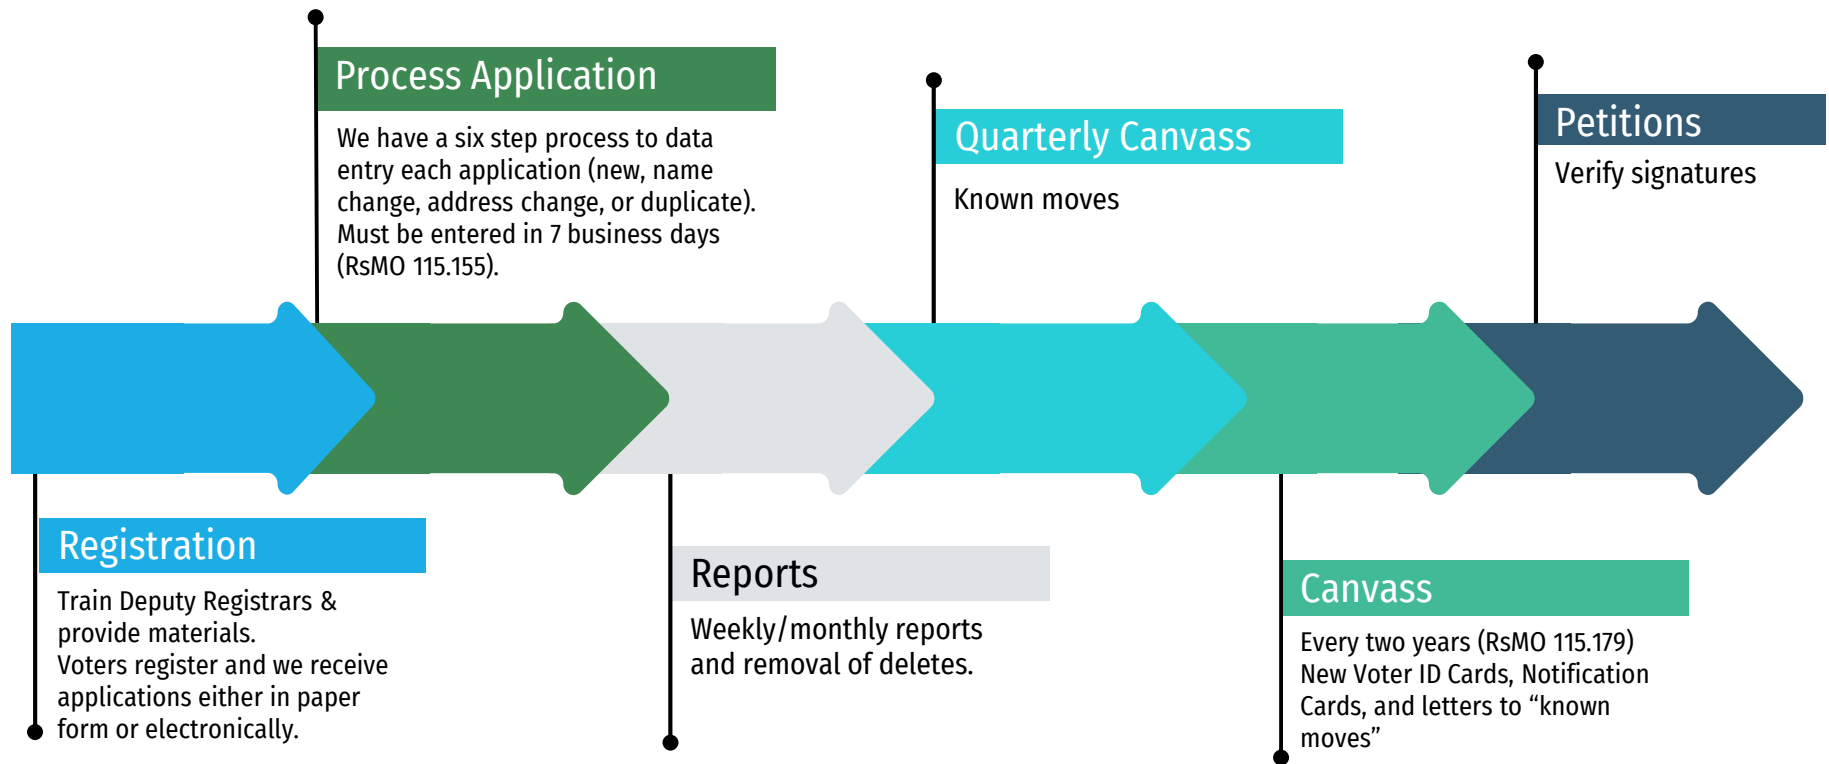 Process Application
We have a six step process to data
entry each application (new, name
change, address change, or duplicate).
Must be entered in 7 business days
(RsMO 115.155).
Quarterly Canvass
Known moves
Petitions
Verify signatures
Registration
Train Deputy Registrars &
provide materials.
Voters register and we receive
applications either in paper
form or electronically.
Reports
Weekly/monthly reports
and removal of deletes.
Canvass
Every two years (RsMO 115.179)
New Voter ID Cards, Notification
Cards, and letters to “known
moves”